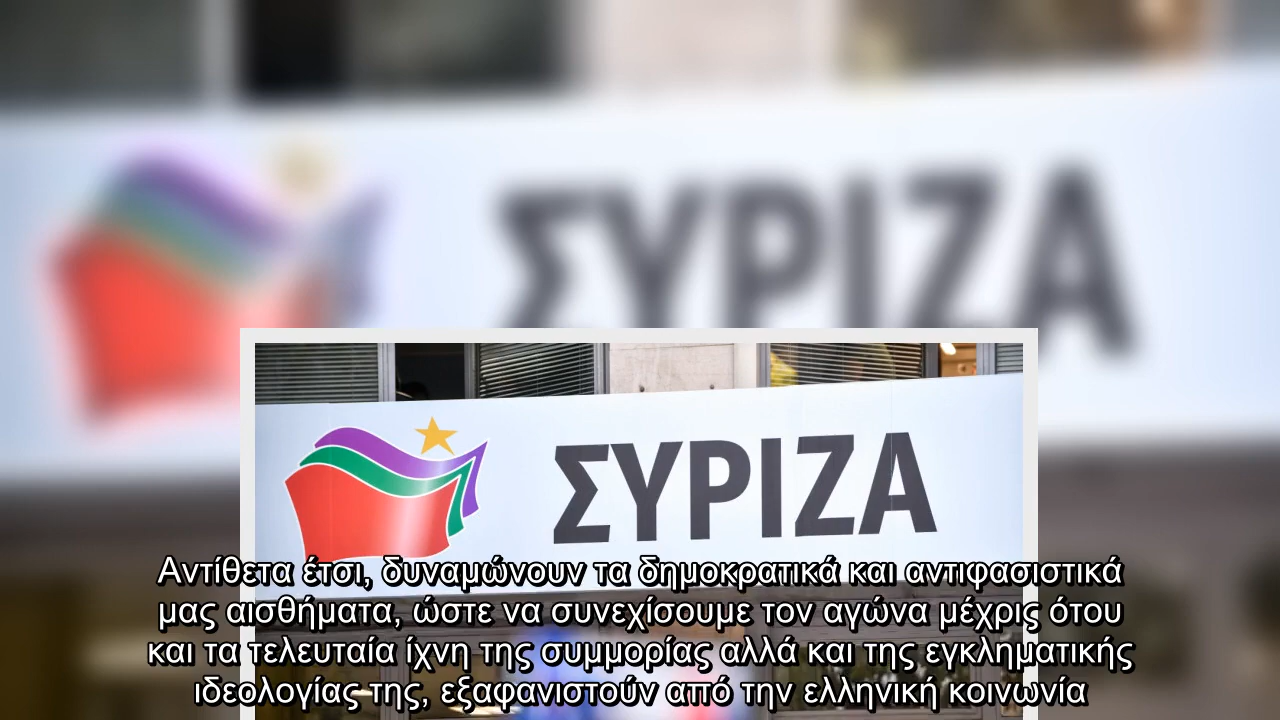 ΣΥΡΙΖΑ
ΣΥΡΙΖΑ
Αντίθετα έτσι, δυναμώνουν τα δημοκρατικά και αντιφασιστικά
μας αισθήματα, ώστε να συνεχίσουμε τον αγώνα μέχρις ότου
και τα τελευταία ίχνη της συμμορίας αλλά και της εγκληματικής
ιδεολογίας της, εξαφανιστούν από την ελληνική κοινωνία